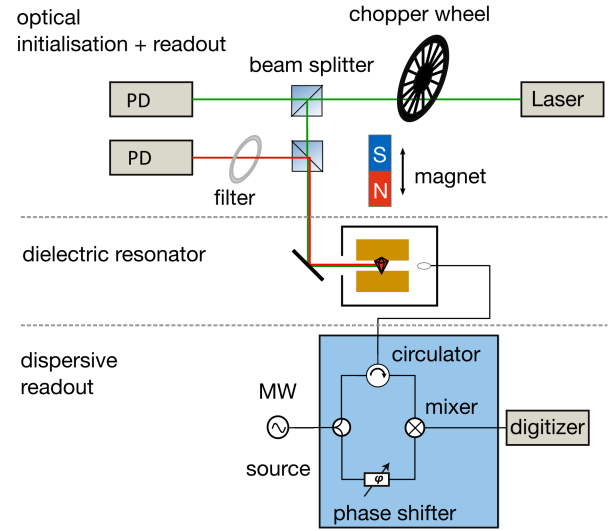 optical
initialisation + readout
chopper wheel
beam splitter
PD
Laser
PD
S
N
magnet
filter
dielectric resonator
dispersive
readout
circulator
MW
mixer
digitizer
source
φ
phase shifter